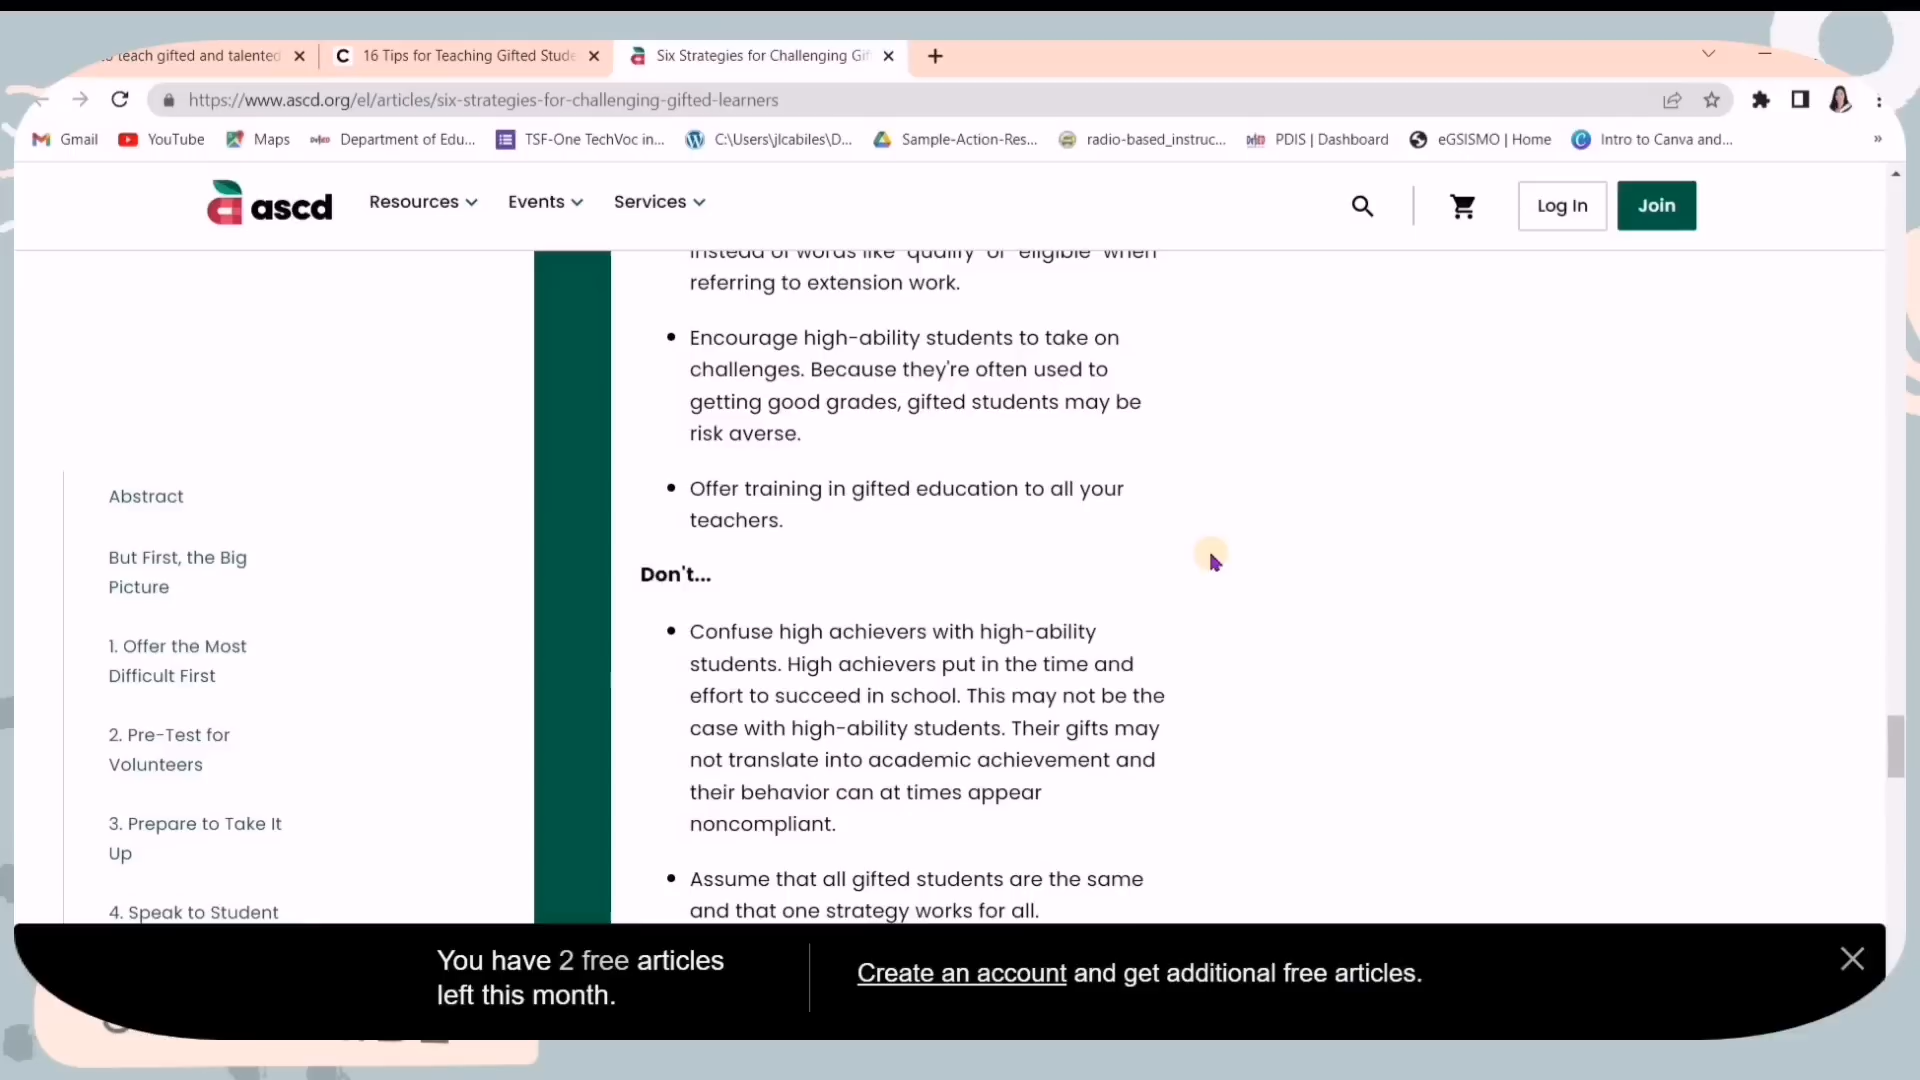 to teach gifted and talented
16 Tips for Teaching Gifted Stude
Six Strategies for Challenging Gif
https://www.ascd.org/el/articles/six-strategies-for-challenging-gifted-learners
Gmail
YouTube
Maps
Department of Edu...
TSF-One TechVoc in...
C:\Users\jlcabiles\D...
Sample-Action-Res...
radio-based_instruc...
PDIS | Dashboard
eGSISMO | Home
Intro to Canva and...
»
ascd
Resources
Events
Services
Log In
Join
instead of words like "qualify" or "eligible" when
referring to extension work.
• Encourage high-ability students to take on
challenges. Because they're often used to
getting good grades, gifted students may be
risk averse.
• Offer training in gifted education to all your
teachers.
Don't...
• Confuse high achievers with high-ability
students. High achievers put in the time and
effort to succeed in school. This may not be the
case with high-ability students. Their gifts may
not translate into academic achievement and
their behavior can at times appear
noncompliant.
• Assume that all gifted students are the same
and that one strategy works for all.
Abstract
But First, the Big
Picture
1. Offer the Most
Difficult First
2. Pre-Test for
Volunteers
3. Prepare to Take It
Up
4. Speak to Student
You have 2 free articles
left this month.
Create an account and get additional free articles.